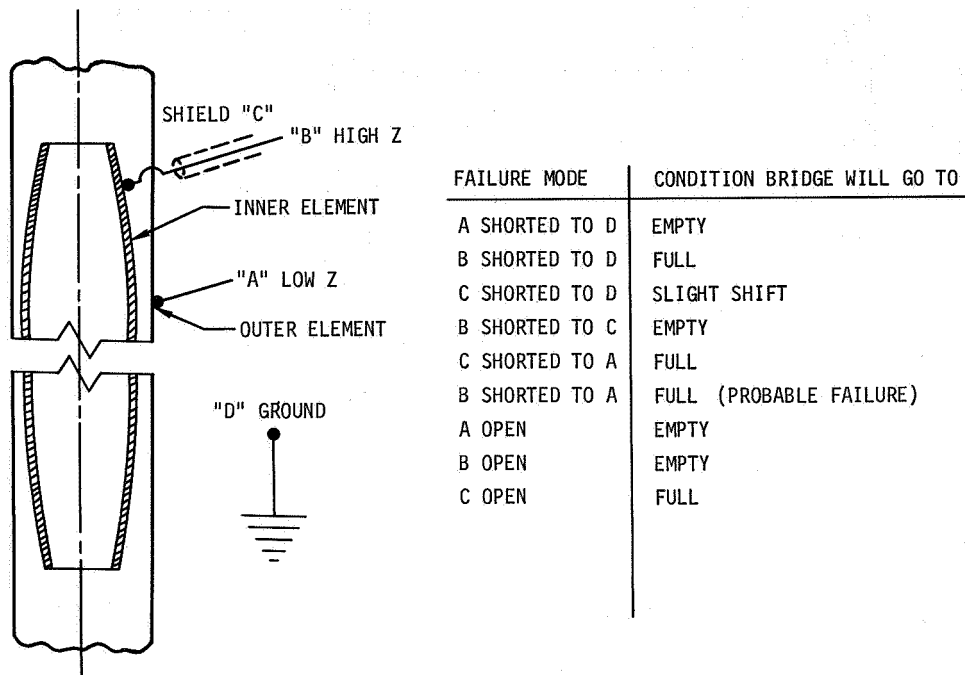 SHIELD "C"
"B" HIGH Z
INNER ELEMENT
"A" LOW Z
OUTER ELEMENT
"D" GROUND
FAILURE MODE CONDITION BRIDGE WILL GO TO
A SHORTED TO D EMPTY
B SHORTED TO D FULL
C SHORTED TO D SLIGHT SHIFT
B SHORTED TO C EMPTY
C SHORTED TO A FULL
B SHORTED TO A FULL (PROBABLE FAILURE)
A OPEN EMPTY
B OPEN EMPTY
C OPEN FULL